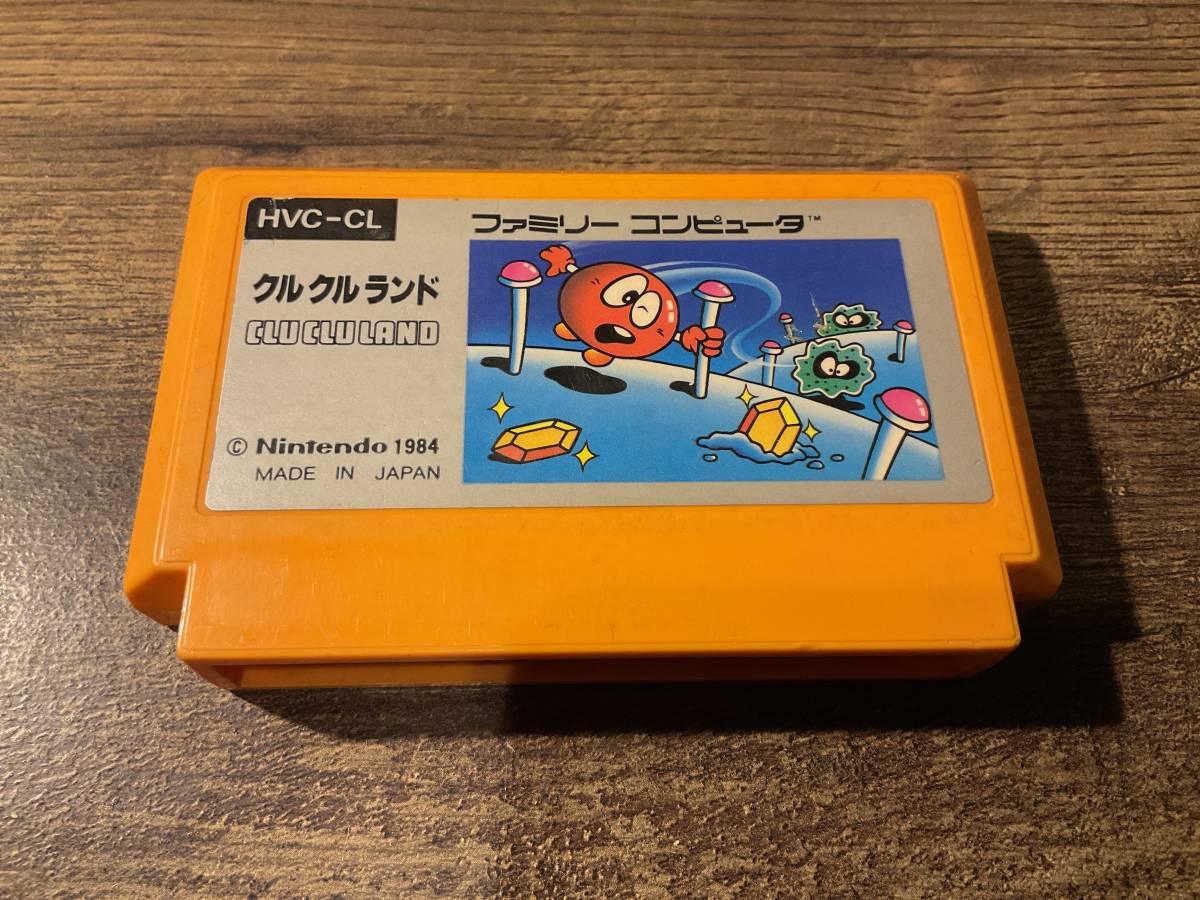 HVC-CL
ファミリー コンピュータ™
クルクルランド
CLU CLU LAND
© Nintendo 1984
MADE IN JAPAN